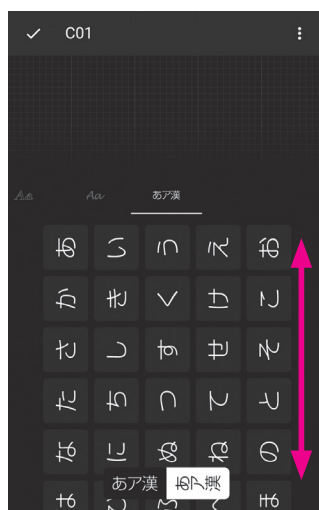 C01
Aa Aa あア漢
あ い う え お
か き く け こ
さ し す せ そ
た ち つ て と
な に ぬ ね の
あア漢 あア漢